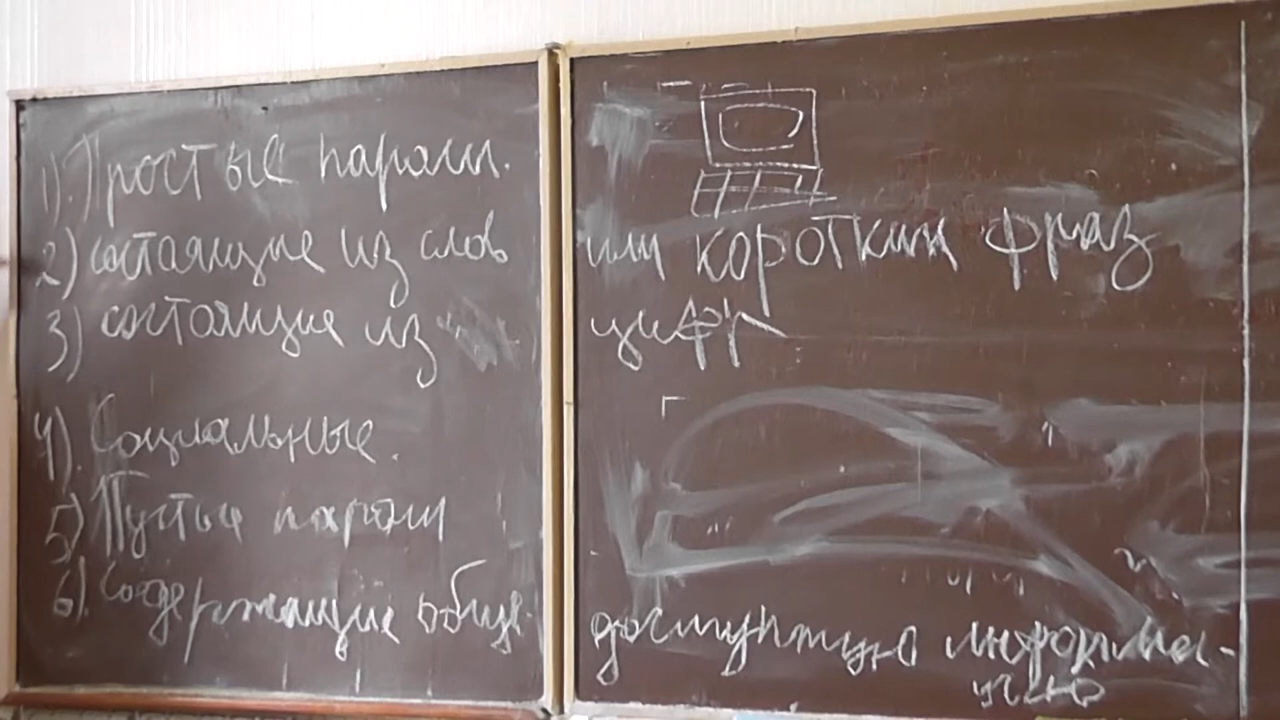 1). Простые пароли.
2) состоящие из слов или коротких фраз
3) состоящие из цифр
4). Социальные.
5) Пустые пароли
6). Содержащие обще-
доступную информа-
цию